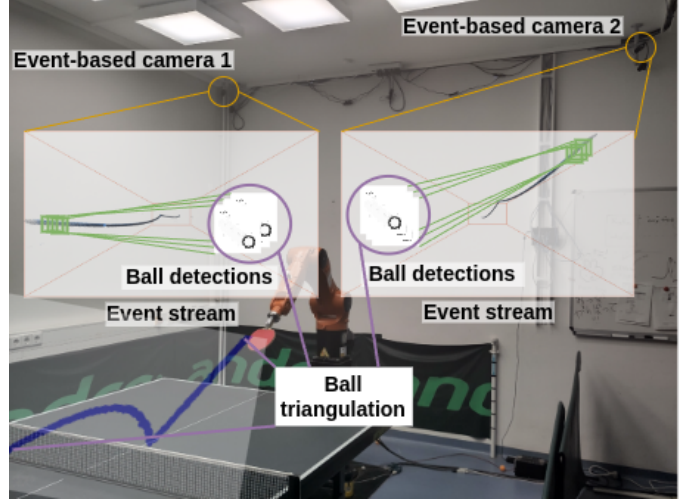 Event-based camera 2
Event-based camera 1
Ball detections
Ball detections
Event stream
Event stream
Ball
triangulation